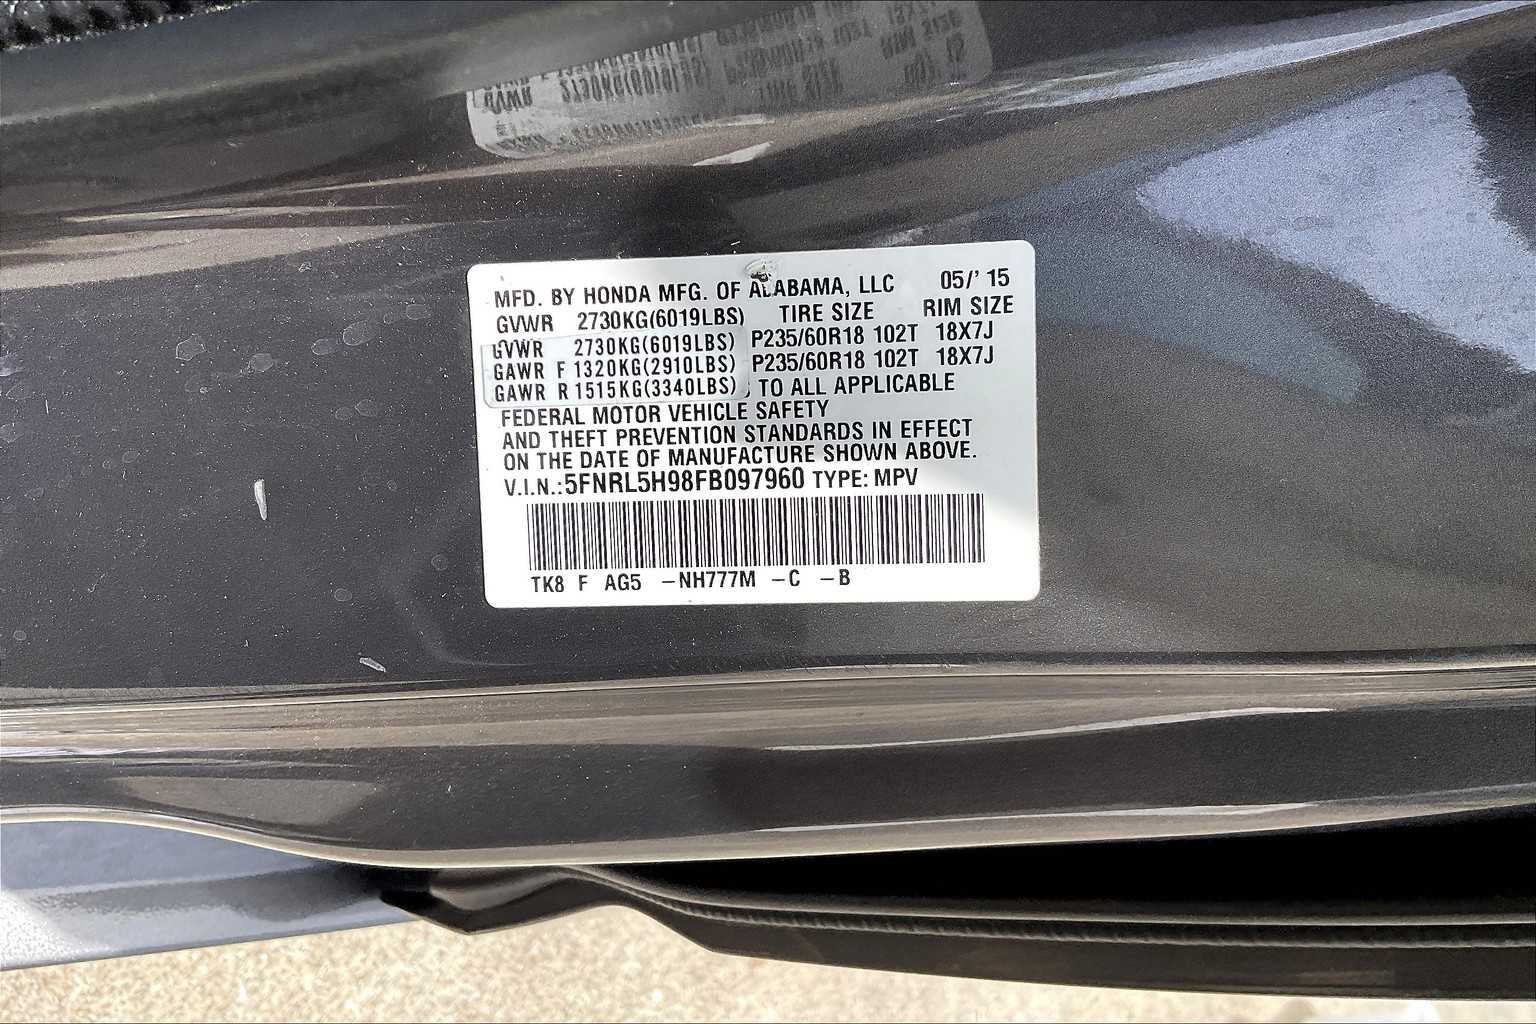 MFD. BY HONDA MFG. OF ALABAMA, LLC 05/' 15
GVWR 2730KG(6019LBS) TIRE SIZE RIM SIZE
GVWR 2730KG(6019LBS) P235/60R18 102T 18X7J
GAWR F 1320KG(2910LBS) P235/60R18 102T 18X7J
GAWR R 1515KG(3340LBS) TO ALL APPLICABLE
FEDERAL MOTOR VEHICLE SAFETY
AND THEFT PREVENTION STANDARDS IN EFFECT
ON THE DATE OF MANUFACTURE SHOWN ABOVE.
V.I.N.:5FNRL5H98FB097960 TYPE: MPV
TK8 F AG5 -NH777M -C -B